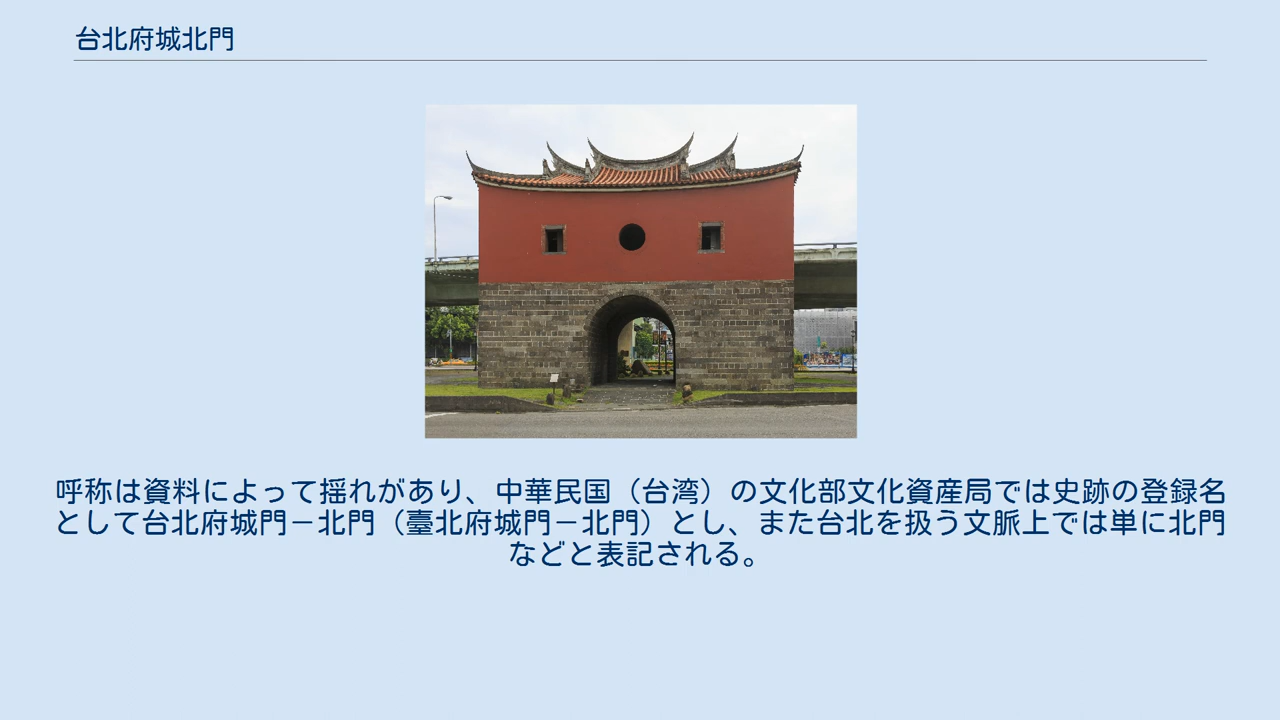 台北府城北門
呼称は資料によって揺れがあり、中華民国（台湾）の文化部文化資産局では史跡の登録名
として台北府城門－北門（臺北府城門－北門）とし、また台北を扱う文脈上では単に北門
などと表記される。